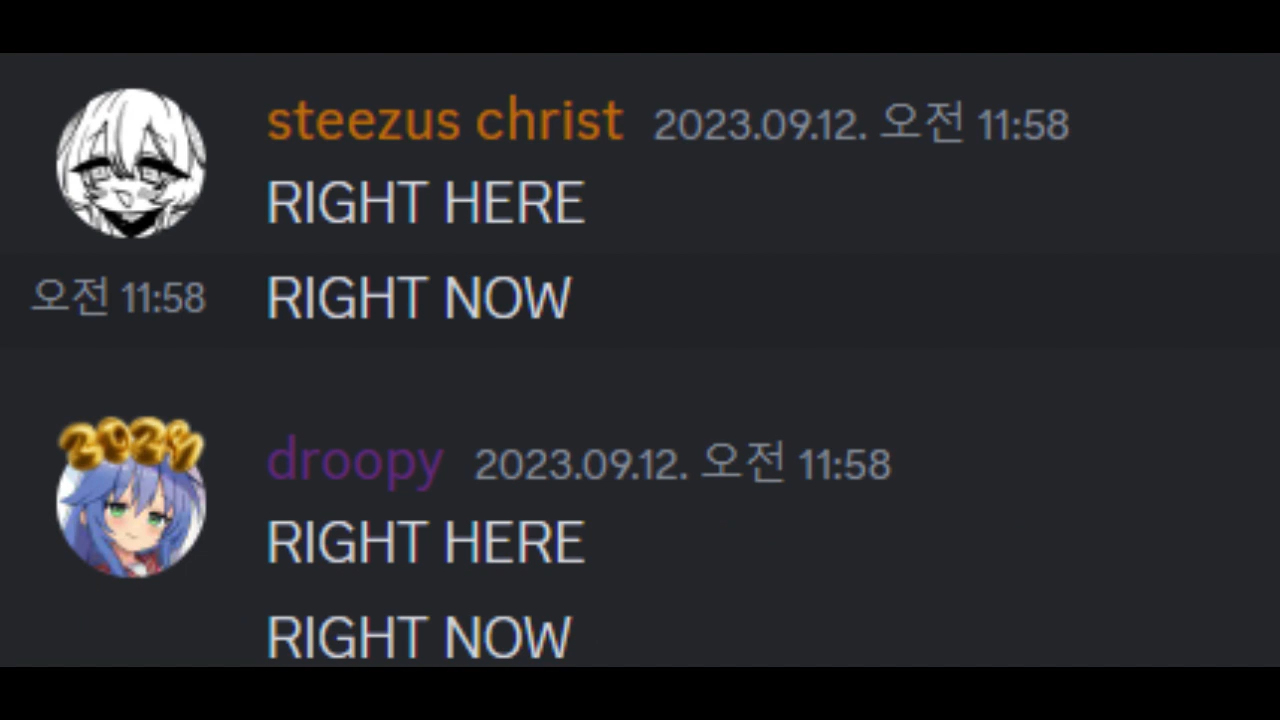 steezus christ 2023.09.12. 오전 11:58
RIGHT HERE
오전 11:58 RIGHT NOW
2024
droopy 2023.09.12. 오전 11:58
RIGHT HERE
RIGHT NOW